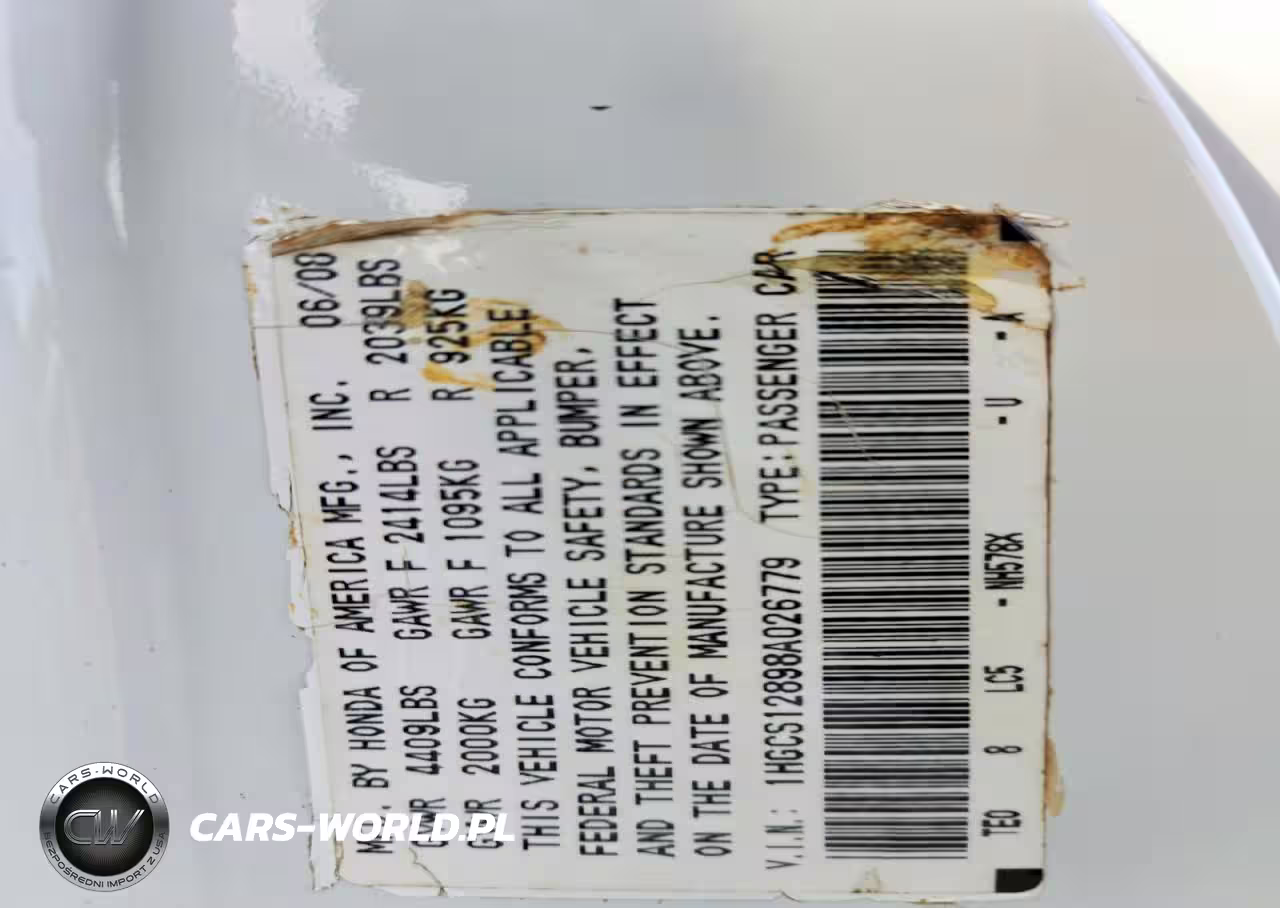 MFG. BY HONDA OF AMERICA MFG., INC. 06/08
GVWR 4409LBS GAWR F 2414LBS R 2039LBS
GVWR 2000KG GAWR F 1095KG R 925KG
THIS VEHICLE CONFORMS TO ALL APPLICABLE
FEDERAL MOTOR VEHICLE SAFETY, BUMPER,
AND THEFT PREVENTION STANDARDS IN EFFECT
ON THE DATE OF MANUFACTURE SHOWN ABOVE.
V.I.N.: 1HGCS12898A026779 TYPE:PASSENGER CAR
TE0 8 LC5 - NH578X - U - A
CARS-WORLD
CW
BEZPOŚREDNI IMPORT Z USA
CARS-WORLD.PL